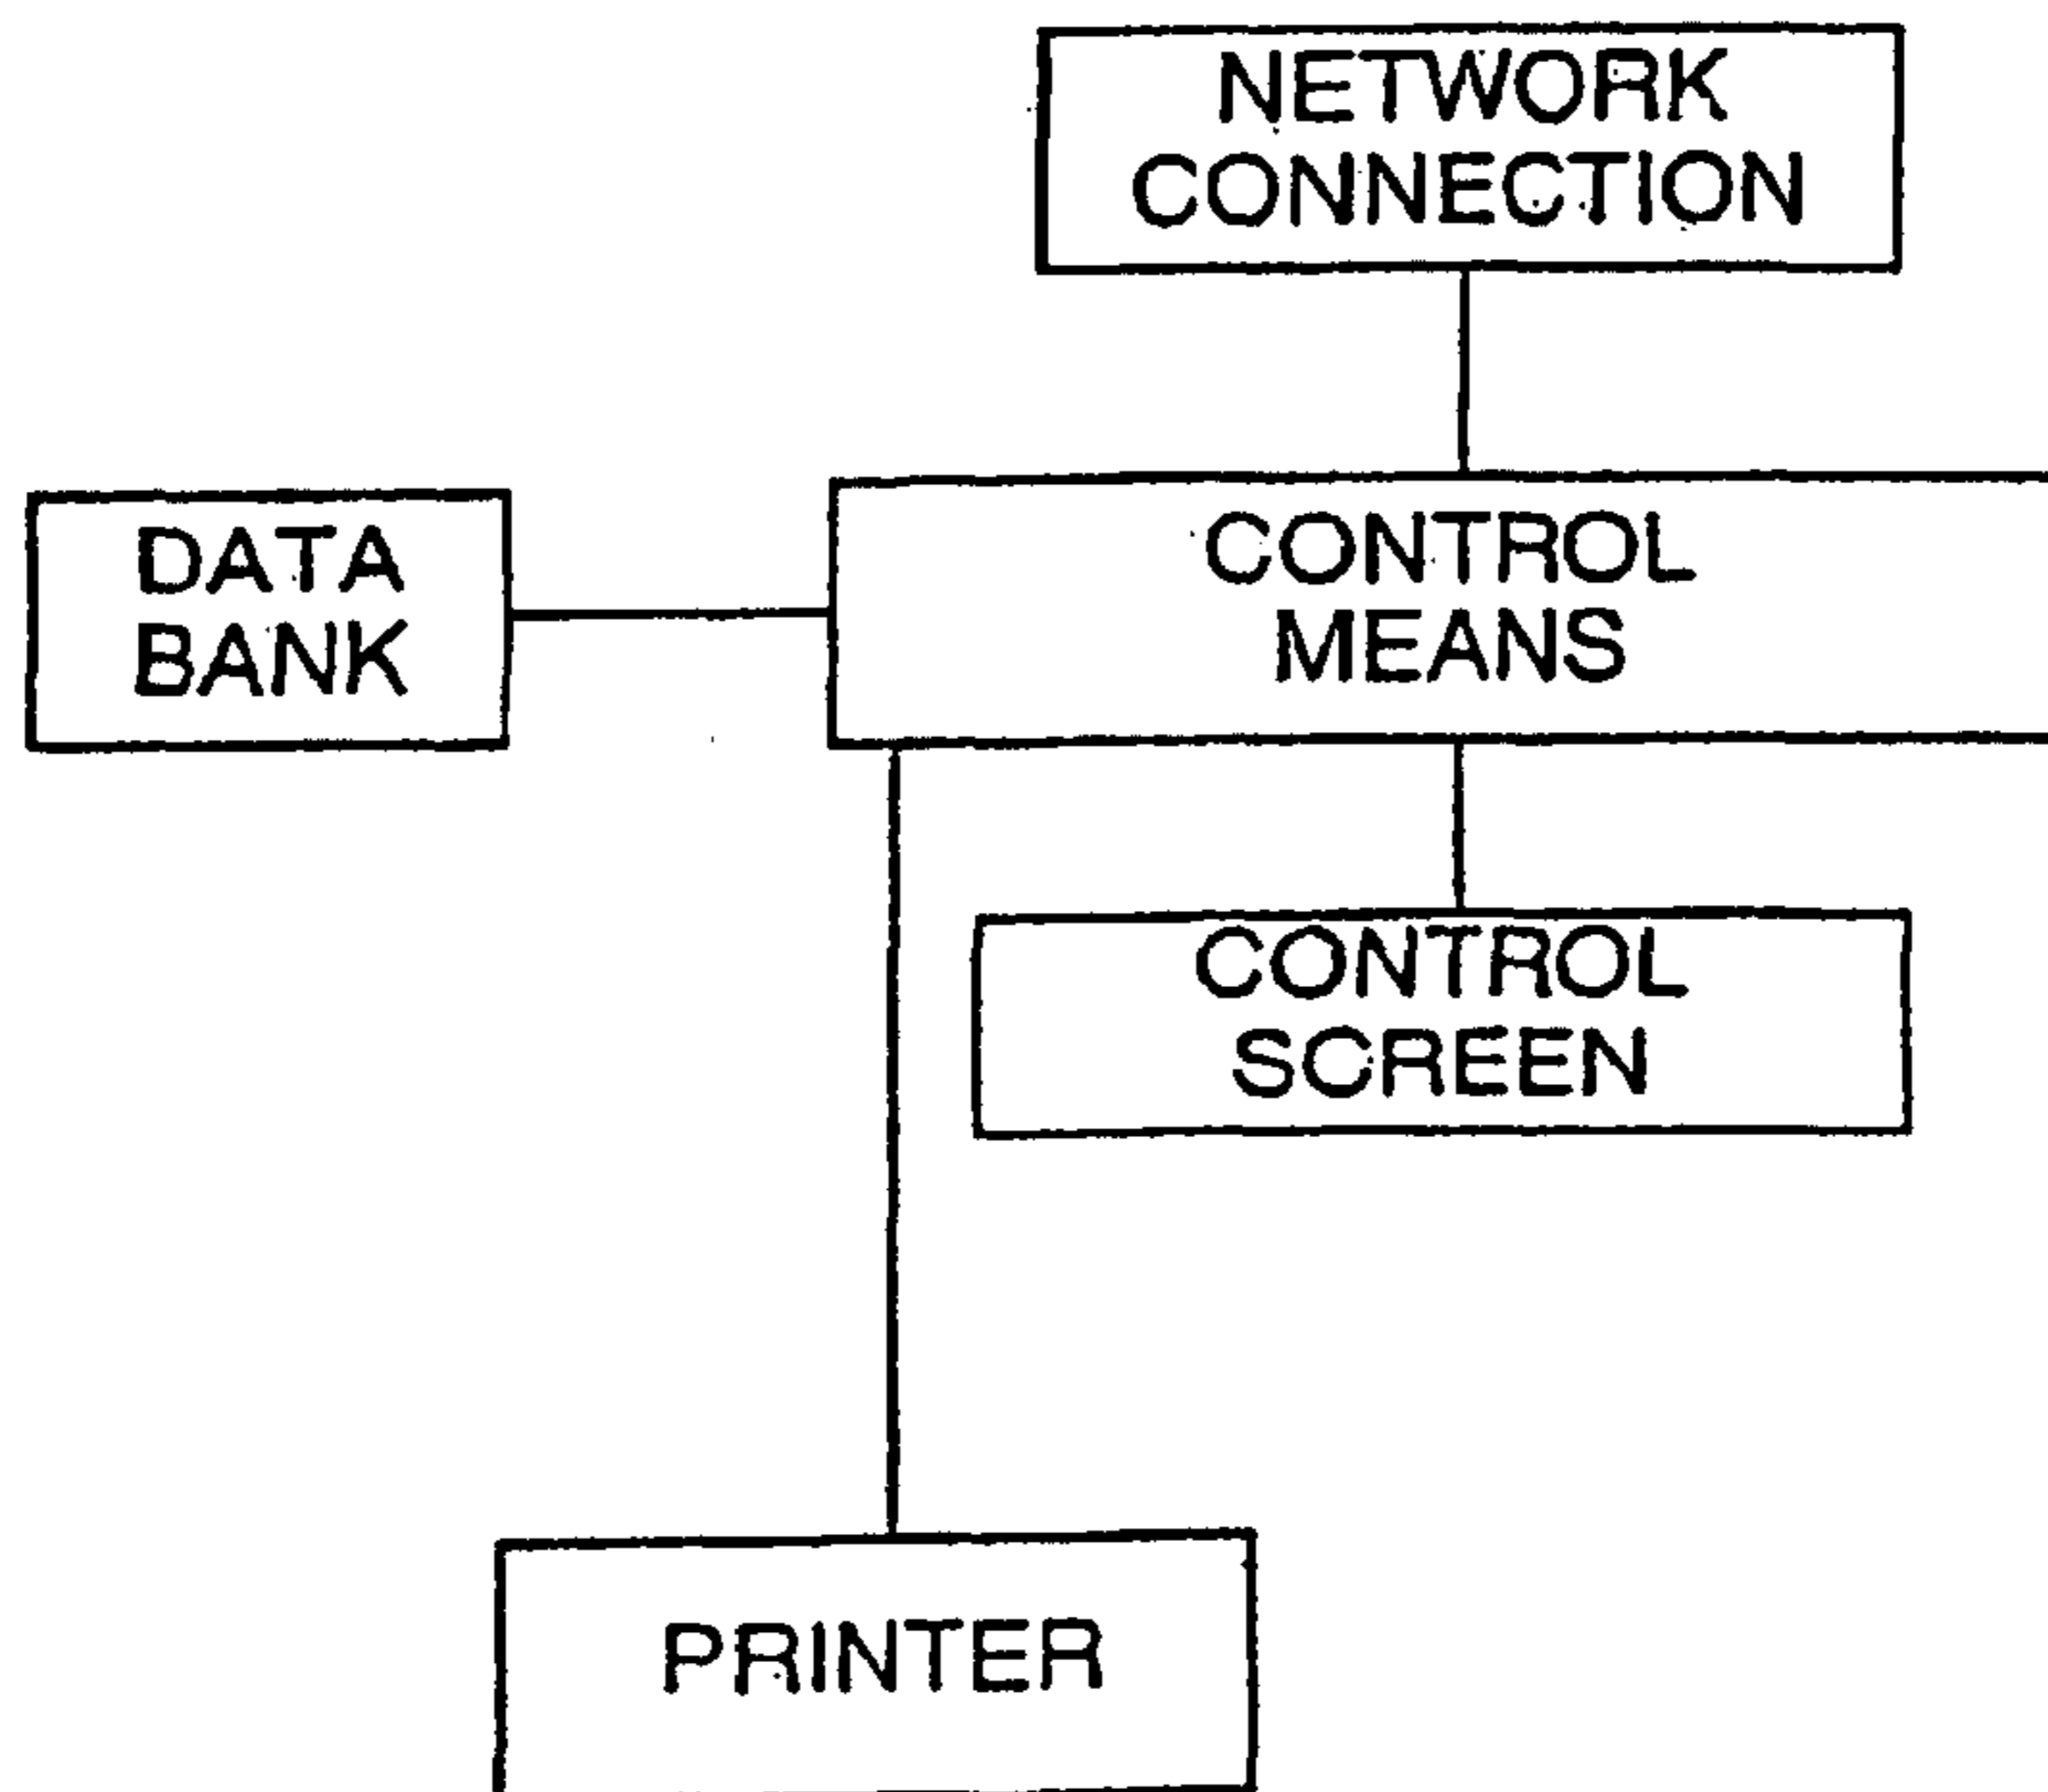 NETWORK
CONNECTION
DATA
BANK
CONTROL
MEANS
CONTROL
SCREEN
PRINTER